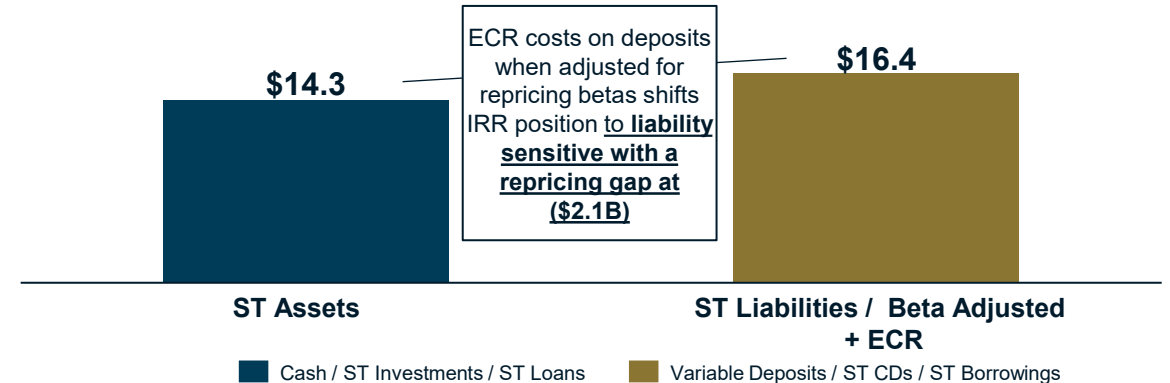 ECR costs on deposits
when adjusted for
repricing betas shifts
IRR position to liability
sensitive with a
repricing gap at
($2.1B)
$14.3
$16.4
ST Assets
ST Liabilities / Beta Adjusted
+ ECR
Cash / ST Investments / ST Loans
Variable Deposits / ST CDs / ST Borrowings